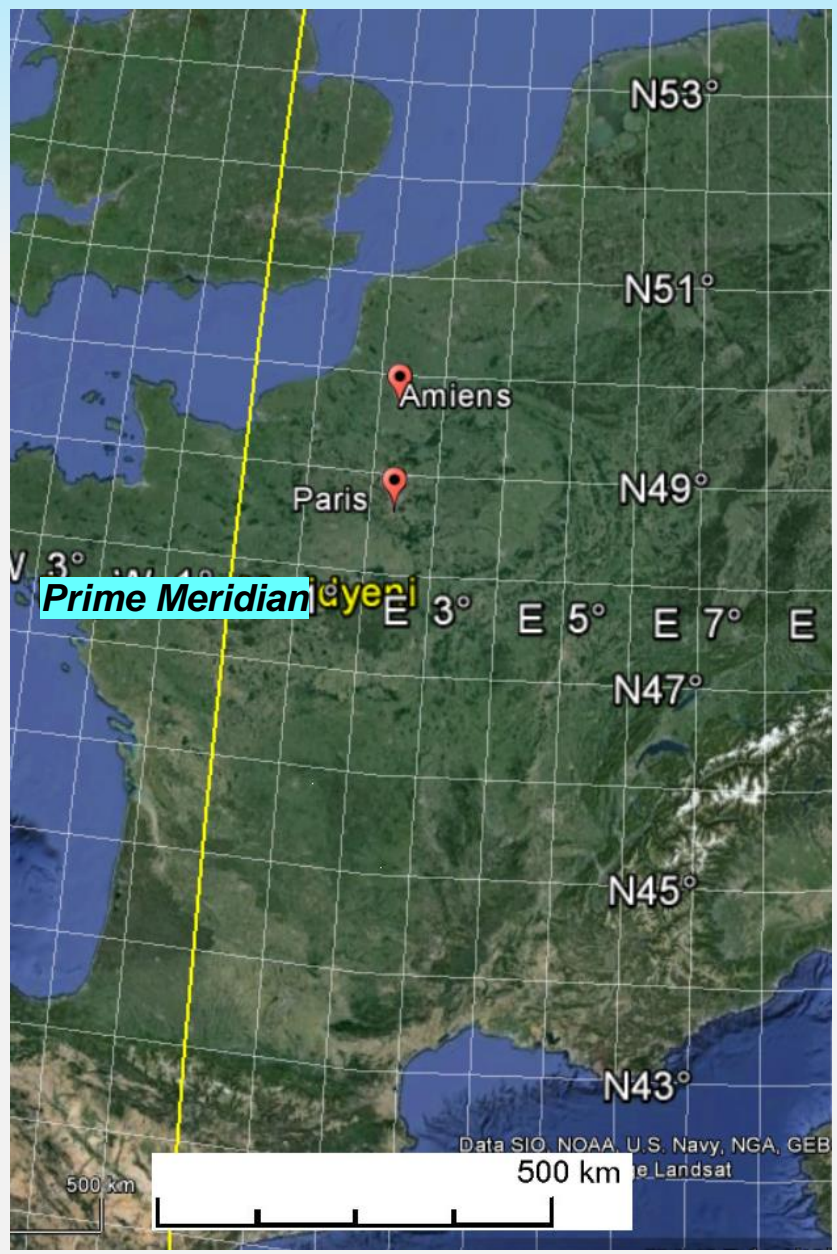 N53°
N51°
Amiens
Paris
N49°
W 3°
Prime Meridian
E 3°
E 5°
E 7°
E
N47°
N45°
N43°
Data SIO, NOAA, U.S. Navy, NGA, GEB
500 km
500 km
Landsat